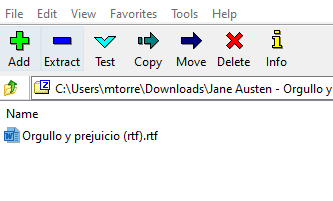 File Edit View Favorites Tools Help
Add Extract Test Copy Move Delete Info
C:\Users\mtorre\Downloads\Jane Austen - Orgullo y
Name
Orgullo y prejuicio (rtf).rtf